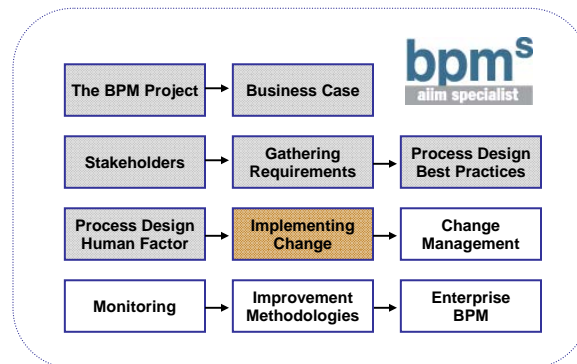 bpms
aiim specialist
The BPM Project
Business Case
Stakeholders
Gathering
Requirements
Process Design
Best Practices
Process Design
Human Factor
Implementing
Change
Change
Management
Monitoring
Improvement
Methodologies
Enterprise
BPM